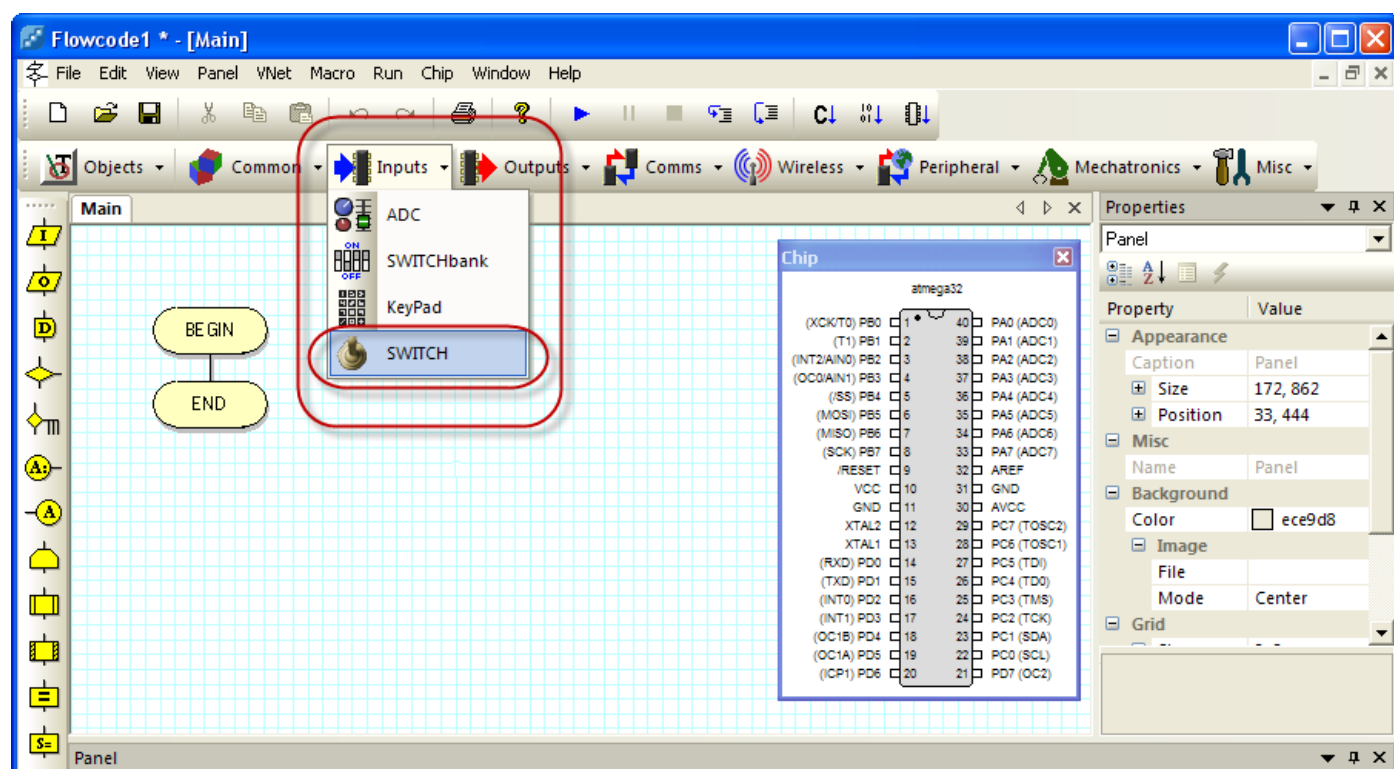 Flowcode1 * - [Main]
File Edit View Panel VNet Macro Run Chip Window Help
Objects Common Inputs Outputs Comms Wireless Peripheral Mechatronics Misc
Main
ADC
ON
OFF
SWITCHbank
KeyPad
SWITCH
BEGIN
END
I
O
D
A:
A
=
S=
Chip
atmega32
(XCK/T0) PB0 1 40 PA0 (ADC0)
(T1) PB1 2 39 PA1 (ADC1)
(INT2/AIN0) PB2 3 38 PA2 (ADC2)
(OC0/AIN1) PB3 4 37 PA3 (ADC3)
(/SS) PB4 5 36 PA4 (ADC4)
(MOSI) PB5 6 35 PA5 (ADC5)
(MISO) PB6 7 34 PA6 (ADC6)
(SCK) PB7 8 33 PA7 (ADC7)
/RESET 9 32 AREF
VCC 10 31 GND
GND 11 30 AVCC
XTAL2 12 29 PC7 (TOSC2)
XTAL1 13 28 PC6 (TOSC1)
(RXD) PD0 14 27 PC5 (TDI)
(TXD) PD1 15 26 PC4 (TD0)
(INT0) PD2 16 25 PC3 (TMS)
(INT1) PD3 17 24 PC2 (TCK)
(OC1B) PD4 18 23 PC1 (SDA)
(OC1A) PD5 19 22 PC0 (SCL)
(ICP1) PD6 20 21 PD7 (OC2)
Properties
Panel
Property Value
Appearance
Caption Panel
Size 172, 862
Position 33, 444
Misc
Name Panel
Background
Color ece9d8
Image
File
Mode Center
Grid
Panel